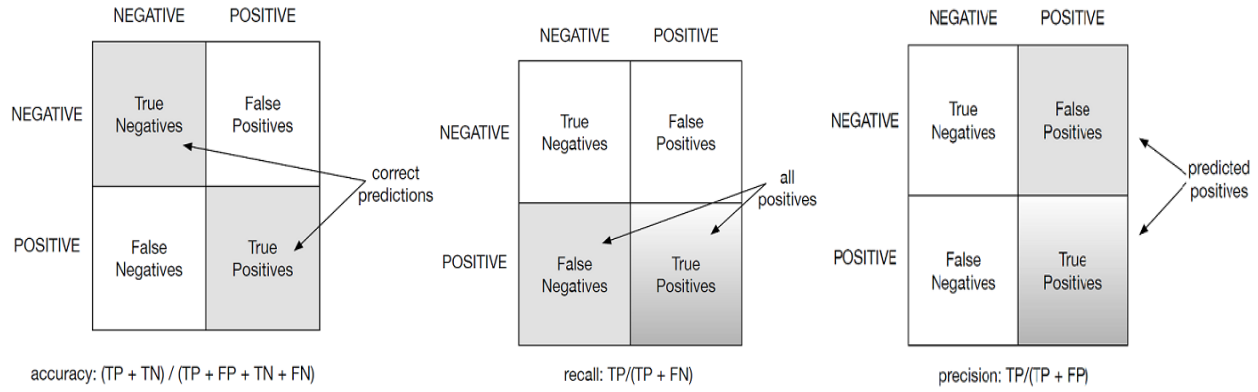 NEGATIVE POSITIVE
NEGATIVE
True
Negatives
False
Positives
correct
predictions
POSITIVE
False
Negatives
True
Positives
accuracy: (TP + TN) / (TP + FP + TN + FN)
NEGATIVE POSITIVE
NEGATIVE
True
Negatives
False
Positives
all
positives
POSITIVE
False
Negatives
True
Positives
recall: TP/(TP + FN)
NEGATIVE POSITIVE
NEGATIVE
True
Negatives
False
Positives
predicted
positives
POSITIVE
False
Negatives
True
Positives
precision: TP/(TP + FP)